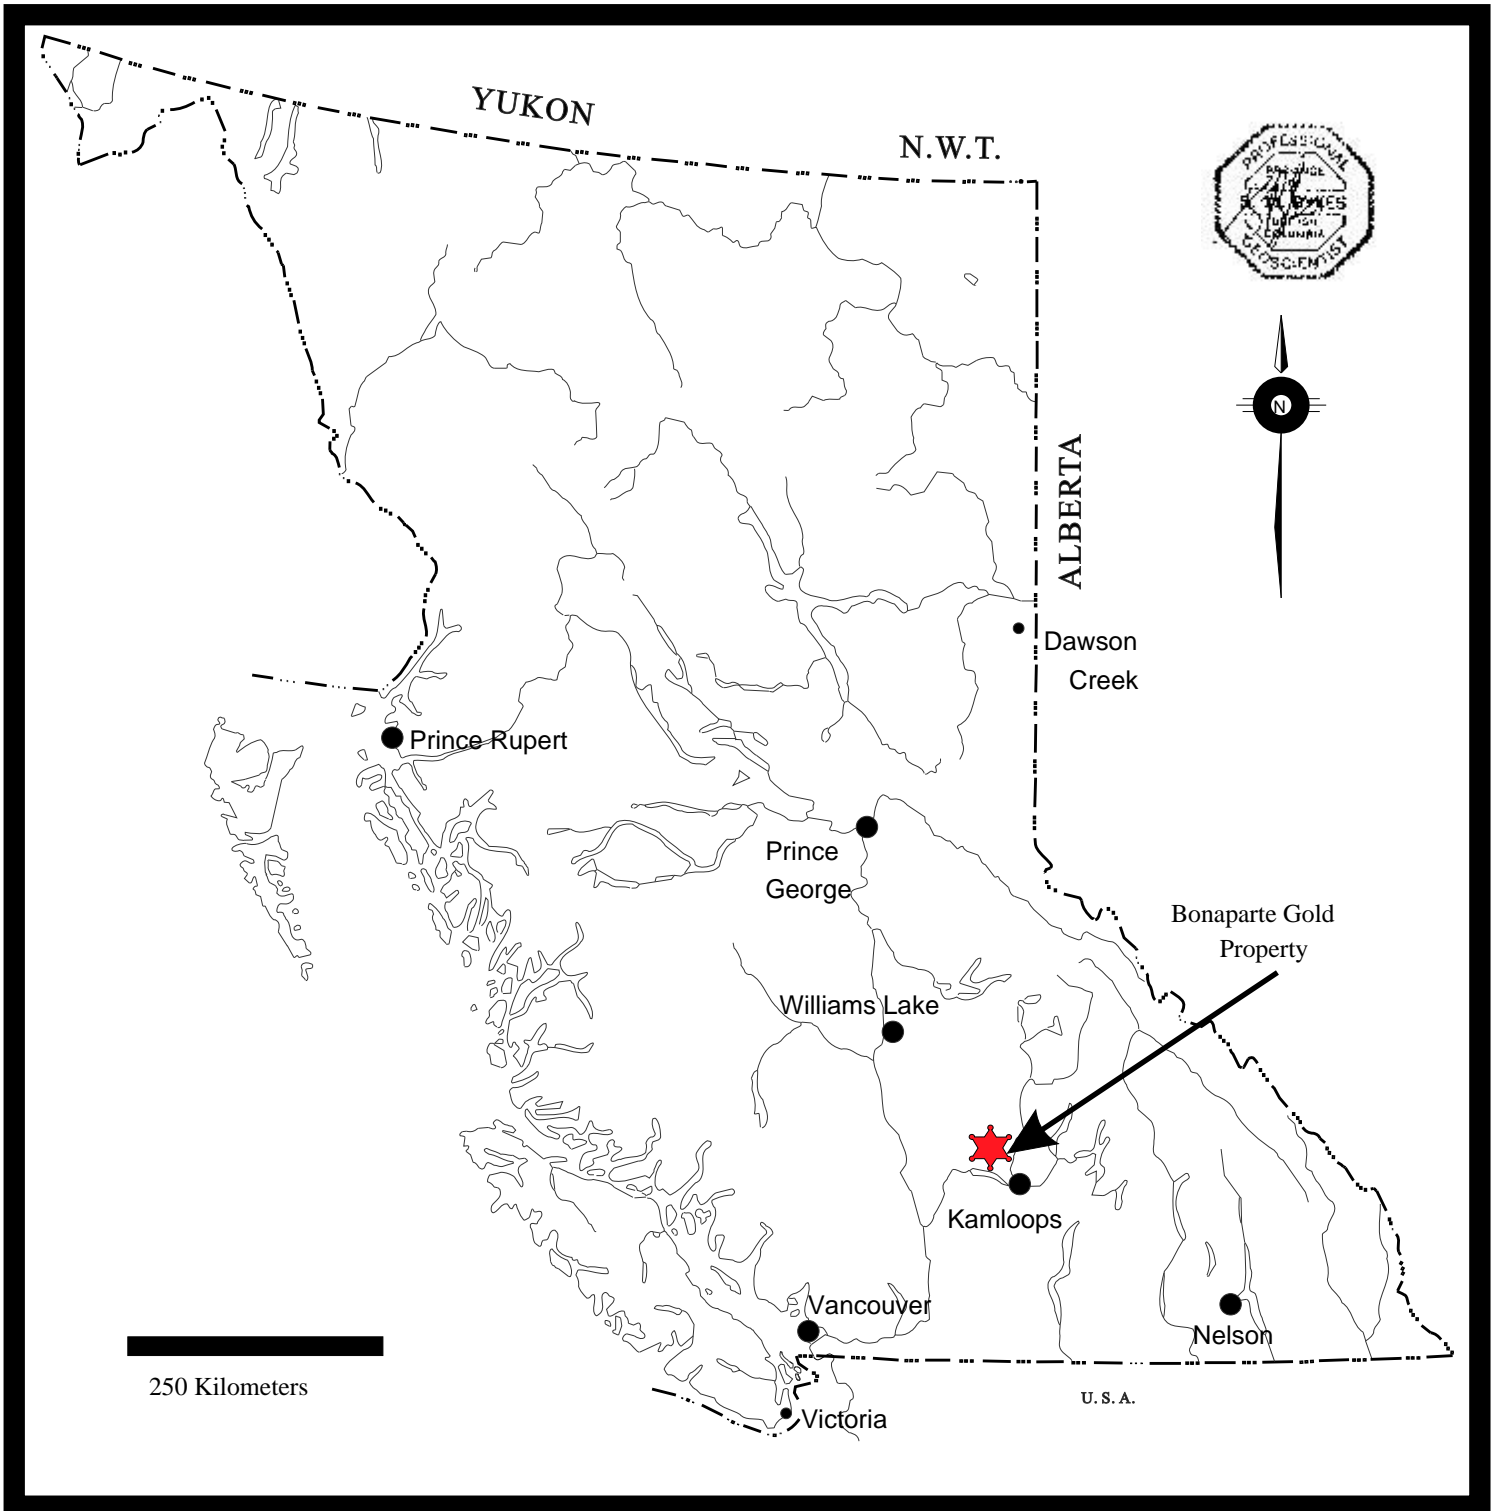 YUKON
N.W.T.
PROFESSIONAL
COLUMBIA
GEOSCIENTIST
N
ALBERTA
Dawson
Creek
Prince Rupert
Prince
George
Bonaparte Gold
Property
Williams Lake
Kamloops
Vancouver
Nelson
250 Kilometers
U. S. A.
Victoria